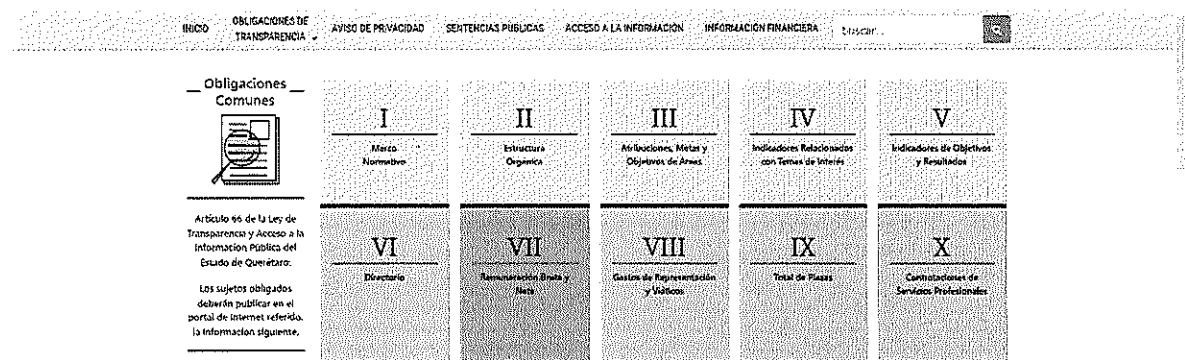 INICIO
OBLIGACIONES DE
TRANSPARENCIA
AVISO DE PRIVACIDAD
SENTENCIAS PÚBLICAS
ACCESO A LA INFORMACIÓN
INFORMACIÓN FINANCIERA
buscar...
Obligaciones
Comunes
Artículo 66 de la Ley de
Transparencia y Acceso a la
Información Pública del
Estado de Querétaro:
Los sujetos obligados
deberán publicar en el
portal de Internet referido,
la información siguiente.
I
Marco
Normativo
II
Estructura
Orgánica
III
Atribuciones, Metas y
Objetivos de Áreas
IV
Indicadores Relacionados
con Temas de Interés
V
Indicadores de Objetivos
y Resultados
VI
Directorio
VII
Remuneración Bruta y
Neta
VIII
Gastos de Representación
y Viáticos
IX
Total de Plazas
X
Contrataciones de
Servicios Profesionales